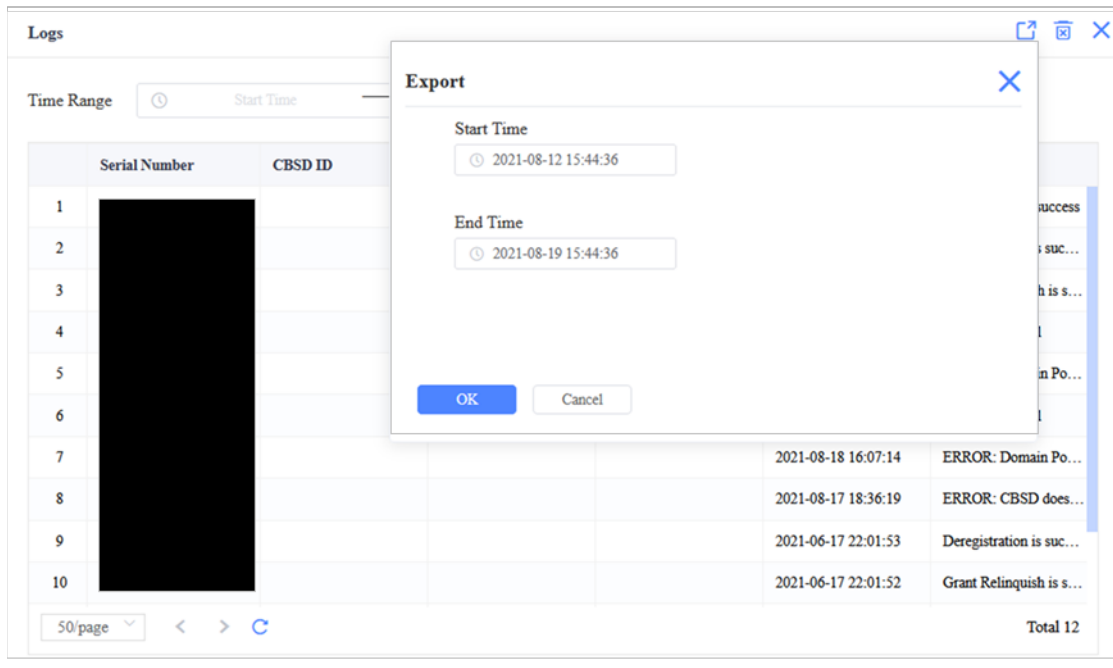 Logs
Time Range Start Time —
Export
Start Time
2021-08-12 15:44:36
End Time
2021-08-19 15:44:36
OK Cancel
Serial Number CBSD ID
1 success
2 suc...
3 h is s...
4
5 in Po...
6
7 2021-08-18 16:07:14 ERROR: Domain Po...
8 2021-08-17 18:36:19 ERROR: CBSD does...
9 2021-06-17 22:01:53 Deregistration is suc...
10 2021-06-17 22:01:52 Grant Relinquish is s...
50/page Total 12